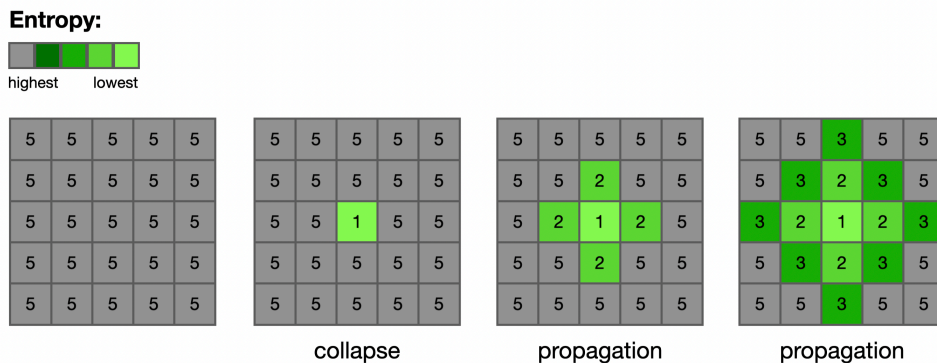 Entropy:
highest lowest
5 5 5 5 5 5 5 5 5 5 5 5 5 5 5 5 5 3 5 5
5 5 5 5 5 5 5 5 5 5 5 5 2 5 5 5 3 2 3 5
5 5 5 5 5 5 5 1 5 5 5 2 1 2 5 3 2 1 2 3
5 5 5 5 5 5 5 5 5 5 5 5 2 5 5 5 3 2 3 5
5 5 5 5 5 5 5 5 5 5 5 5 5 5 5 5 5 3 5 5
collapse propagation propagation